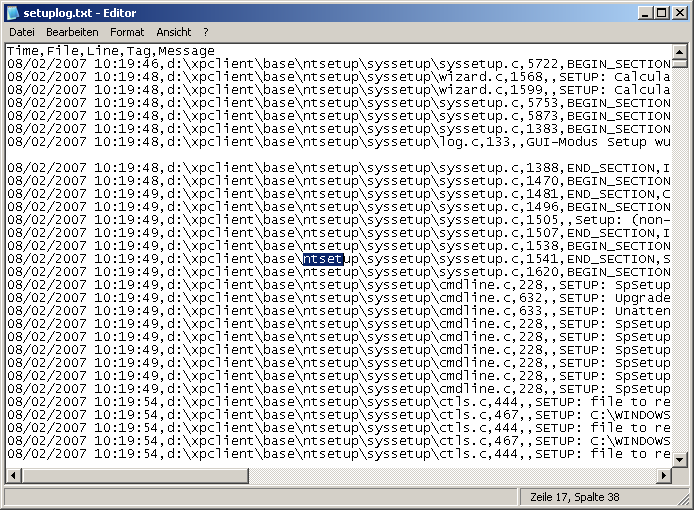 setuplog.txt - Editor
Datei Bearbeiten Format Ansicht ?
Time,File,Line,Tag,Message
08/02/2007 10:19:46,d:\xpclient\base\ntsetup\syssetup\syssetup.c,5722,BEGIN_SECTION
08/02/2007 10:19:48,d:\xpclient\base\ntsetup\syssetup\wizard.c,1568,,SETUP: Calcula
08/02/2007 10:19:48,d:\xpclient\base\ntsetup\syssetup\wizard.c,1599,,SETUP: Calcula
08/02/2007 10:19:48,d:\xpclient\base\ntsetup\syssetup\syssetup.c,5753,BEGIN_SECTION
08/02/2007 10:19:48,d:\xpclient\base\ntsetup\syssetup\syssetup.c,5873,BEGIN_SECTION
08/02/2007 10:19:48,d:\xpclient\base\ntsetup\syssetup\syssetup.c,1383,BEGIN_SECTION
08/02/2007 10:19:48,d:\xpclient\base\ntsetup\syssetup\log.c,133,,GUI-Modus Setup wu
08/02/2007 10:19:48,d:\xpclient\base\ntsetup\syssetup\syssetup.c,1388,END_SECTION,I
08/02/2007 10:19:48,d:\xpclient\base\ntsetup\syssetup\syssetup.c,1470,BEGIN_SECTION
08/02/2007 10:19:48,d:\xpclient\base\ntsetup\syssetup\syssetup.c,1481,END_SECTION,C
08/02/2007 10:19:48,d:\xpclient\base\ntsetup\syssetup\syssetup.c,1496,BEGIN_SECTION
08/02/2007 10:19:49,d:\xpclient\base\ntsetup\syssetup\syssetup.c,1505,,Setup: (non-
08/02/2007 10:19:49,d:\xpclient\base\ntsetup\syssetup\syssetup.c,1507,END_SECTION,I
08/02/2007 10:19:49,d:\xpclient\base\ntsetup\syssetup\syssetup.c,1538,BEGIN_SECTION
08/02/2007 10:19:49,d:\xpclient\base\ntsetup\syssetup\syssetup.c,1541,END_SECTION,S
08/02/2007 10:19:49,d:\xpclient\base\ntsetup\syssetup\syssetup.c,1620,BEGIN_SECTION
08/02/2007 10:19:49,d:\xpclient\base\ntsetup\syssetup\cmdline.c,228,,SETUP: SpSetup
08/02/2007 10:19:49,d:\xpclient\base\ntsetup\syssetup\cmdline.c,632,,SETUP: Upgrade
08/02/2007 10:19:49,d:\xpclient\base\ntsetup\syssetup\cmdline.c,633,,SETUP: Unatten
08/02/2007 10:19:49,d:\xpclient\base\ntsetup\syssetup\cmdline.c,228,,SETUP: SpSetup
08/02/2007 10:19:49,d:\xpclient\base\ntsetup\syssetup\cmdline.c,228,,SETUP: SpSetup
08/02/2007 10:19:49,d:\xpclient\base\ntsetup\syssetup\cmdline.c,228,,SETUP: SpSetup
08/02/2007 10:19:49,d:\xpclient\base\ntsetup\syssetup\cmdline.c,228,,SETUP: SpSetup
08/02/2007 10:19:49,d:\xpclient\base\ntsetup\syssetup\cmdline.c,228,,SETUP: SpSetup
08/02/2007 10:19:49,d:\xpclient\base\ntsetup\syssetup\cmdline.c,228,,SETUP: SpSetup
08/02/2007 10:19:54,d:\xpclient\base\ntsetup\syssetup\ctls.c,444,,SETUP: file to re
08/02/2007 10:19:54,d:\xpclient\base\ntsetup\syssetup\ctls.c,467,,SETUP: C:\WINDOWS
08/02/2007 10:19:54,d:\xpclient\base\ntsetup\syssetup\ctls.c,444,,SETUP: file to re
08/02/2007 10:19:54,d:\xpclient\base\ntsetup\syssetup\ctls.c,467,,SETUP: C:\WINDOWS
08/02/2007 10:19:54,d:\xpclient\base\ntsetup\syssetup\ctls.c,444,,SETUP: file to re
Zeile 17, Spalte 38